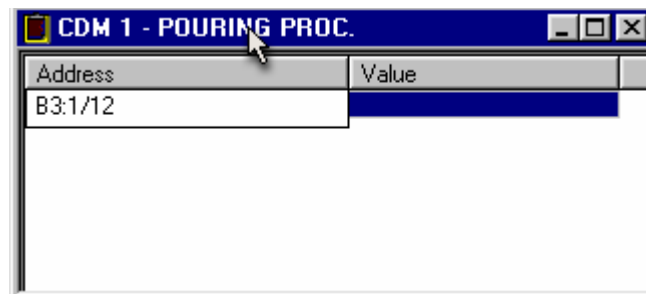 CDM 1 - POURING PROC.
Address Value
B3:1/12